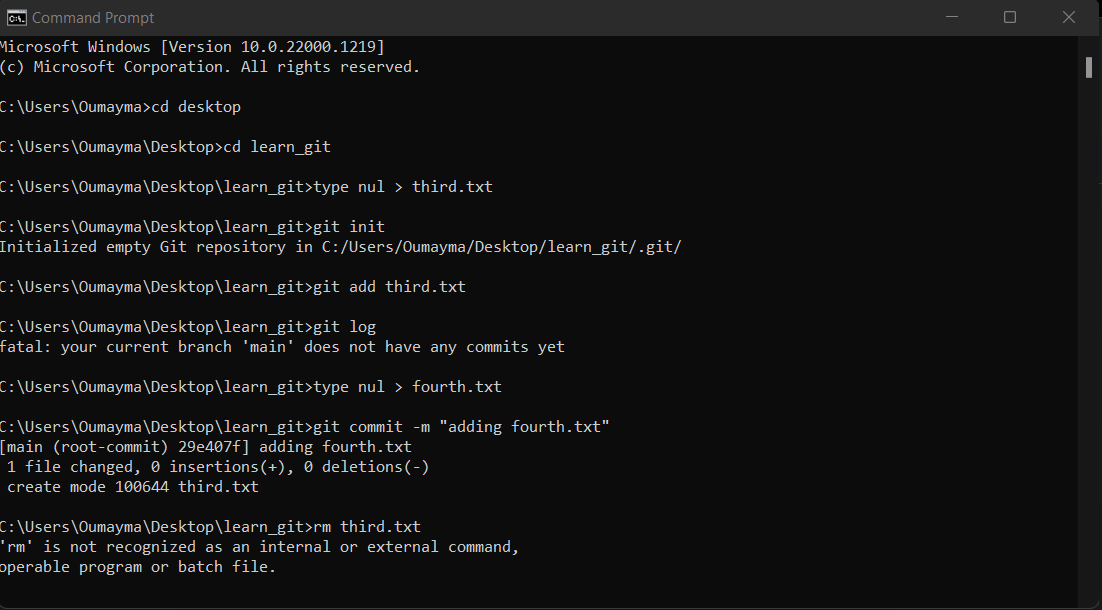 Command Prompt
Microsoft Windows [Version 10.0.22000.1219]
(c) Microsoft Corporation. All rights reserved.
C:\Users\Oumayma>cd desktop
C:\Users\Oumayma\Desktop>cd learn_git
C:\Users\Oumayma\Desktop\learn_git>type nul > third.txt
C:\Users\Oumayma\Desktop\learn_git>git init
Initialized empty Git repository in C:/Users/Oumayma/Desktop/learn_git/.git/
C:\Users\Oumayma\Desktop\learn_git>git add third.txt
C:\Users\Oumayma\Desktop\learn_git>git log
fatal: your current branch 'main' does not have any commits yet
C:\Users\Oumayma\Desktop\learn_git>type nul > fourth.txt
C:\Users\Oumayma\Desktop\learn_git>git commit -m "adding fourth.txt"
[main (root-commit) 29e407f] adding fourth.txt
 1 file changed, 0 insertions(+), 0 deletions(-)
 create mode 100644 third.txt
C:\Users\Oumayma\Desktop\learn_git>rm third.txt
'rm' is not recognized as an internal or external command,
operable program or batch file.